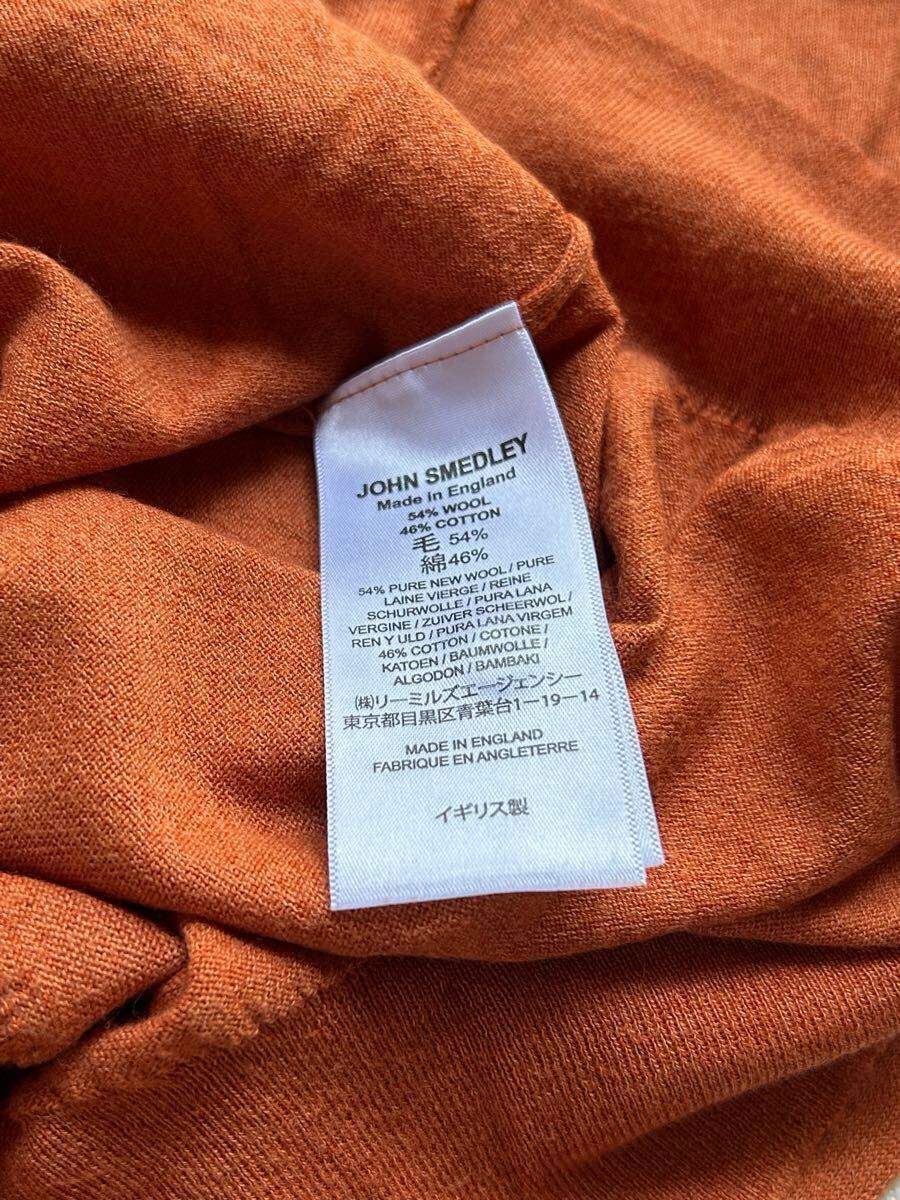 JOHN SMEDLEY
Made in England
54% WOOL
46% COTTON
毛 54%
綿46%
54% PURE NEW WOOL / PURE
LAINE VIERGE / REINE
SCHURWOLLE / PURA LANA
VERGINE / ZUIVER SCHEERWOL /
REN Y ULD / PURA LANA VIRGEM
46% COTTON / COTONE /
KATOEN / BAUMWOLLE /
ALGODON / BAMBAKI
㈱リーミルズエージェンシー
東京都目黒区青葉台1－19－14
MADE IN ENGLAND
FABRIQUE EN ANGLETERRE
イギリス製